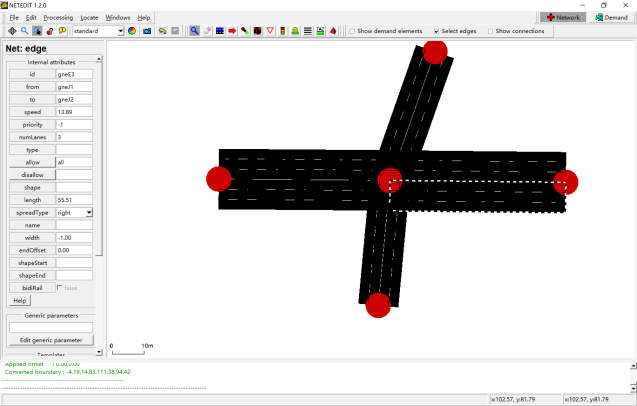 NETEDIT 1.2.0
File Edit Processing Locate Windows Help
Network Demand
standard
Show demand elements Select edges Show connections
Net: edge
Internal attributes
id gneE3
from gneJ1
to gneJ2
speed 13.89
priority -1
numLanes 3
type
allow all
disallow
shape
length 55.51
spreadType right
name
width -1.00
endOffset 0.00
shapeStart
shapeEnd
bidiRail false
Help
Generic parameters
Edit generic parameter
Templates
0 10m
Applied offset : 0.00,0.00
Converted boundary : -4.19,14.83,111.38,94.42
x:102.57, y:81.79 x:102.57, y:81.79